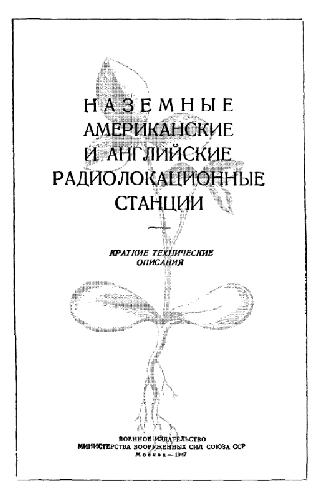 НАЗЕМНЫЕ
АМЕРИКАНСКИЕ
И АНГЛИЙСКИЕ
РАДИОЛОКАЦИОННЫЕ
СТАНЦИИ
КРАТКИЕ ТЕХНИЧЕСКИЕ
ОПИСАНИЯ
ВОЕННОЕ ИЗДАТЕЛЬСТВО
МИНИСТЕРСТВА ВООРУЖЕННЫХ СИЛ СОЮЗА ССР
Москва — 1947